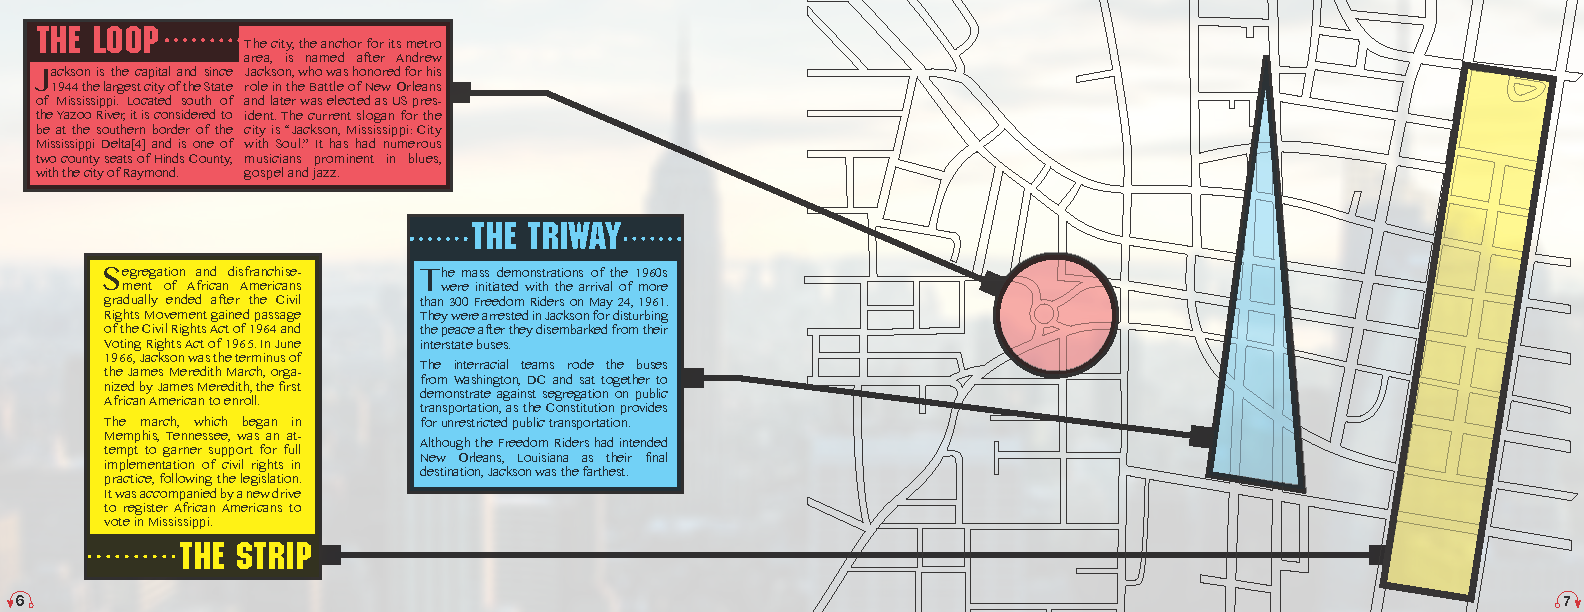 THE LOOP
Jackson is the capital and since
1944 the largest city of the State
of Mississippi. Located south of
the Yazoo River, it is considered to
be at the southern border of the
Mississippi Delta[4] and is one of
two county seats of Hinds County,
with the city of Raymond.
The city, the anchor for its metro
area, is named after Andrew
Jackson, who was honored for his
role in the Battle of New Orleans
and later was elected as US pres-
ident. The current slogan for the
city is “Jackson, Mississippi: City
with Soul.” It has had numerous
musicians prominent in blues,
gospel and jazz.
THE TRIWAY
The mass demonstrations of the 1960s
were initiated with the arrival of more
than 300 Freedom Riders on May 24, 1961.
They were arrested in Jackson for disturbing
the peace after they disembarked from their
interstate buses.
The interracial teams rode the buses
from Washington, DC and sat together to
demonstrate against segregation on public
transportation, as the Constitution provides
for unrestricted public transportation.
Although the Freedom Riders had intended
New Orleans, Louisiana as their final
destination, Jackson was the farthest.
Segregation and disfranchise-
ment of African Americans
gradually ended after the Civil
Rights Movement gained passage
of the Civil Rights Act of 1964 and
Voting Rights Act of 1965. In June
1966, Jackson was the terminus of
the James Meredith March, orga-
nized by James Meredith, the first
African American to enroll.
The march, which began in
Memphis, Tennessee, was an at-
tempt to garner support for full
implementation of civil rights in
practice, following the legislation.
It was accompanied by a new drive
to register African Americans to
vote in Mississippi.
THE STRIP
6
7